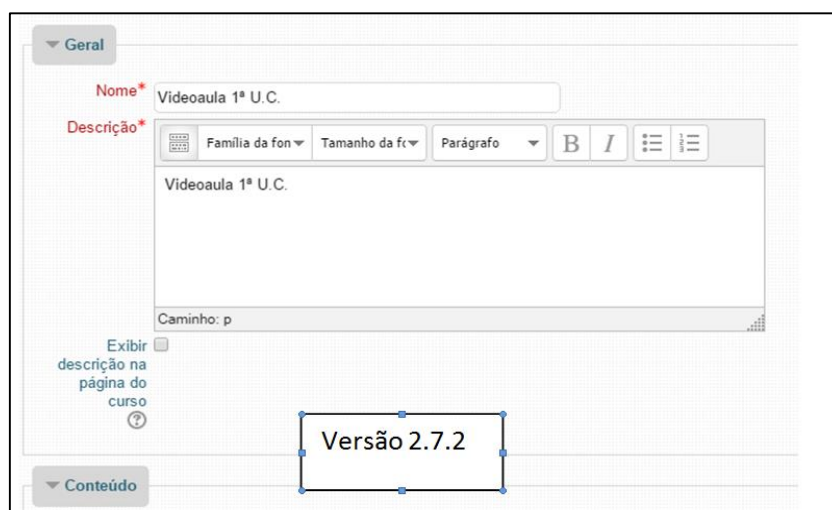 Geral
Nome*
Videoaula 1ª U.C.
Descrição*
Família da fon
Tamanho da fo
Parágrafo
B
I
Videoaula 1ª U.C.
Caminho: p
Exibir
descrição na
página do
curso
?
Versão 2.7.2
Conteúdo